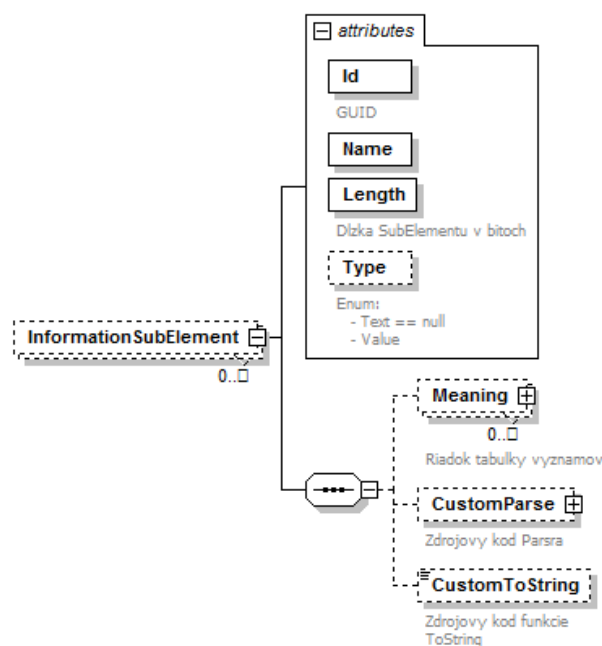 attributes
Id
GUID
Name
Length
Dlzka SubElementu v bitoch
Type
Enum:
- Text == null
- Value
InformationSubElement
0..□
Meaning
0..□
Riadok tabulky vyznamov
CustomParse
Zdrojovy kod Parsra
CustomToString
Zdrojovy kod funkcie
ToString